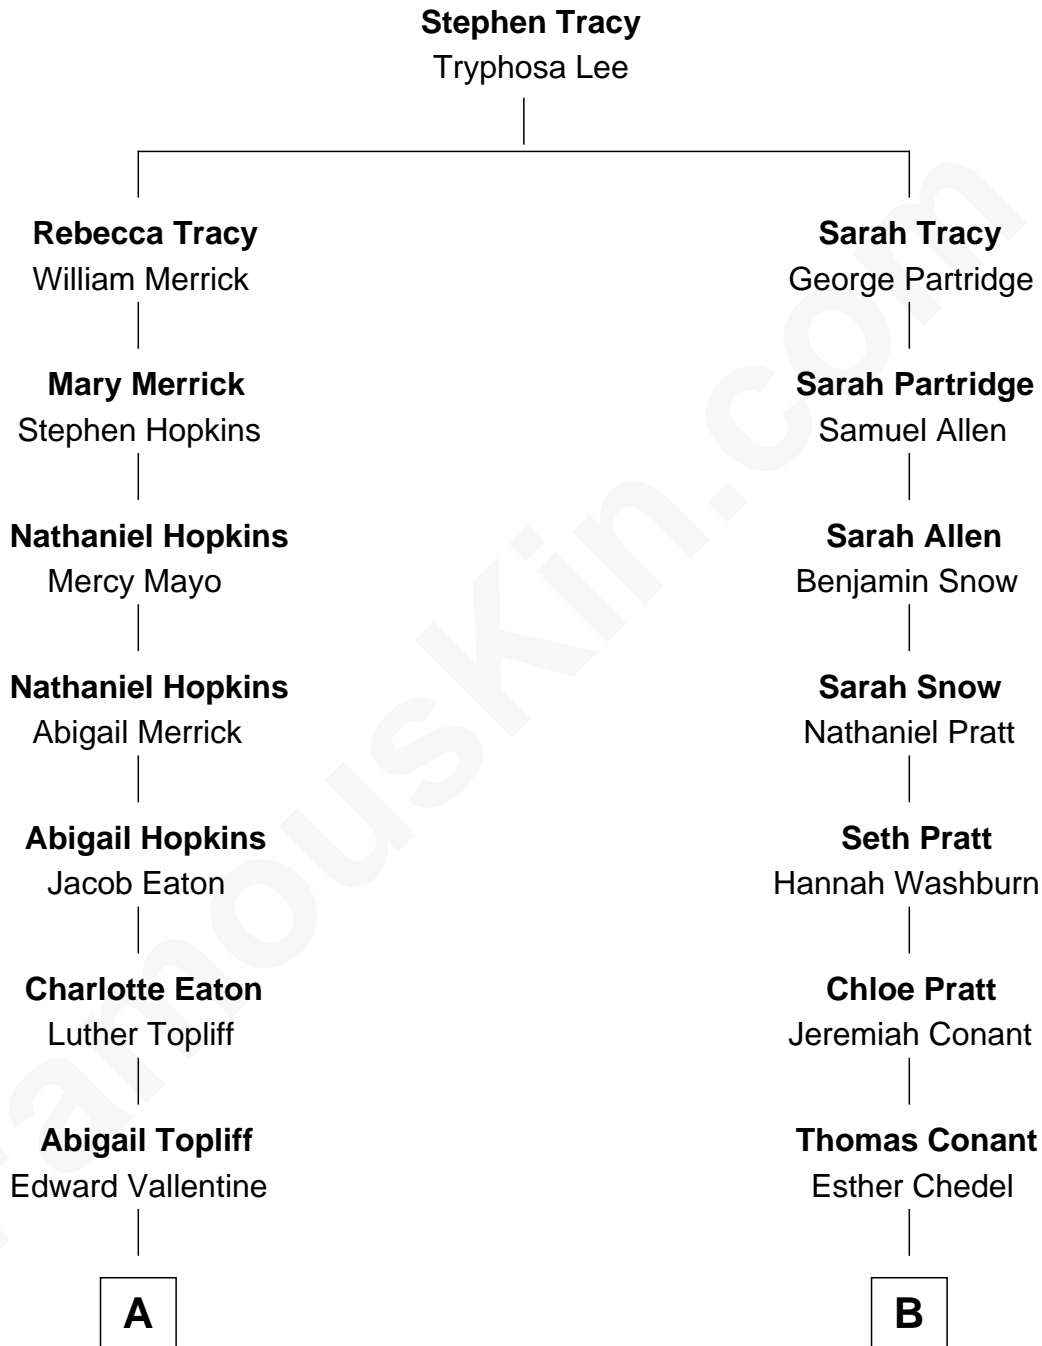 Stephen Tracy
Tryphosa Lee
Rebecca Tracy
William Merrick
Sarah Tracy
George Partridge
Mary Merrick
Stephen Hopkins
Sarah Partridge
Samuel Allen
Nathaniel Hopkins
Mercy Mayo
Sarah Allen
Benjamin Snow
Nathaniel Hopkins
Abigail Merrick
Sarah Snow
Nathaniel Pratt
Abigail Hopkins
Jacob Eaton
Seth Pratt
Hannah Washburn
Charlotte Eaton
Luther Topliff
Chloe Pratt
Jeremiah Conant
Abigail Topliff
Edward Vallentine
Thomas Conant
Esther Chedel
A
B
FamousKin.com